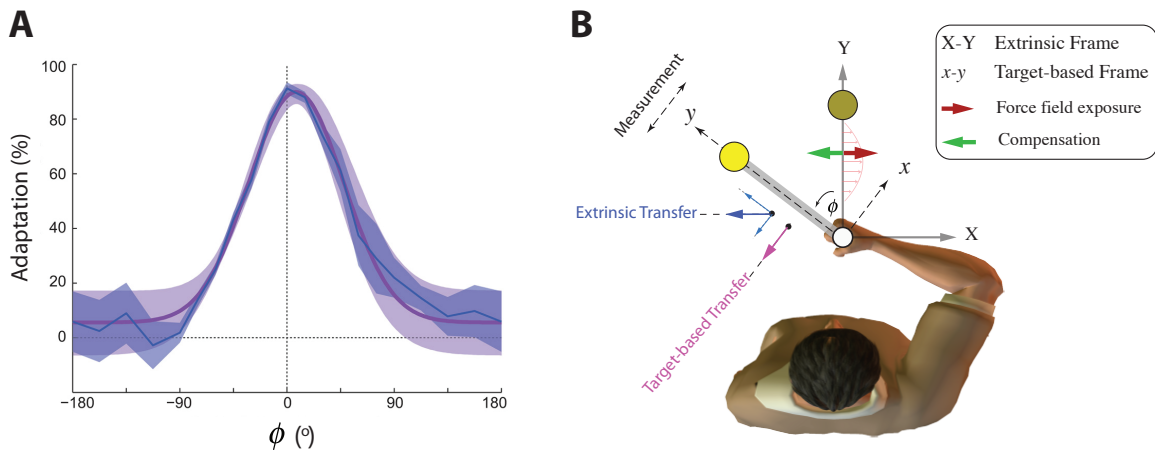 A
Adaptation (%)
100
80
60
40
20
0
−180
−90
0
90
180
ϕ (°)
B
Measurement
y
Y
x
X
ϕ
Extrinsic Transfer
Target-based Transfer
X-Y Extrinsic Frame
x-y Target-based Frame
Force field exposure
Compensation